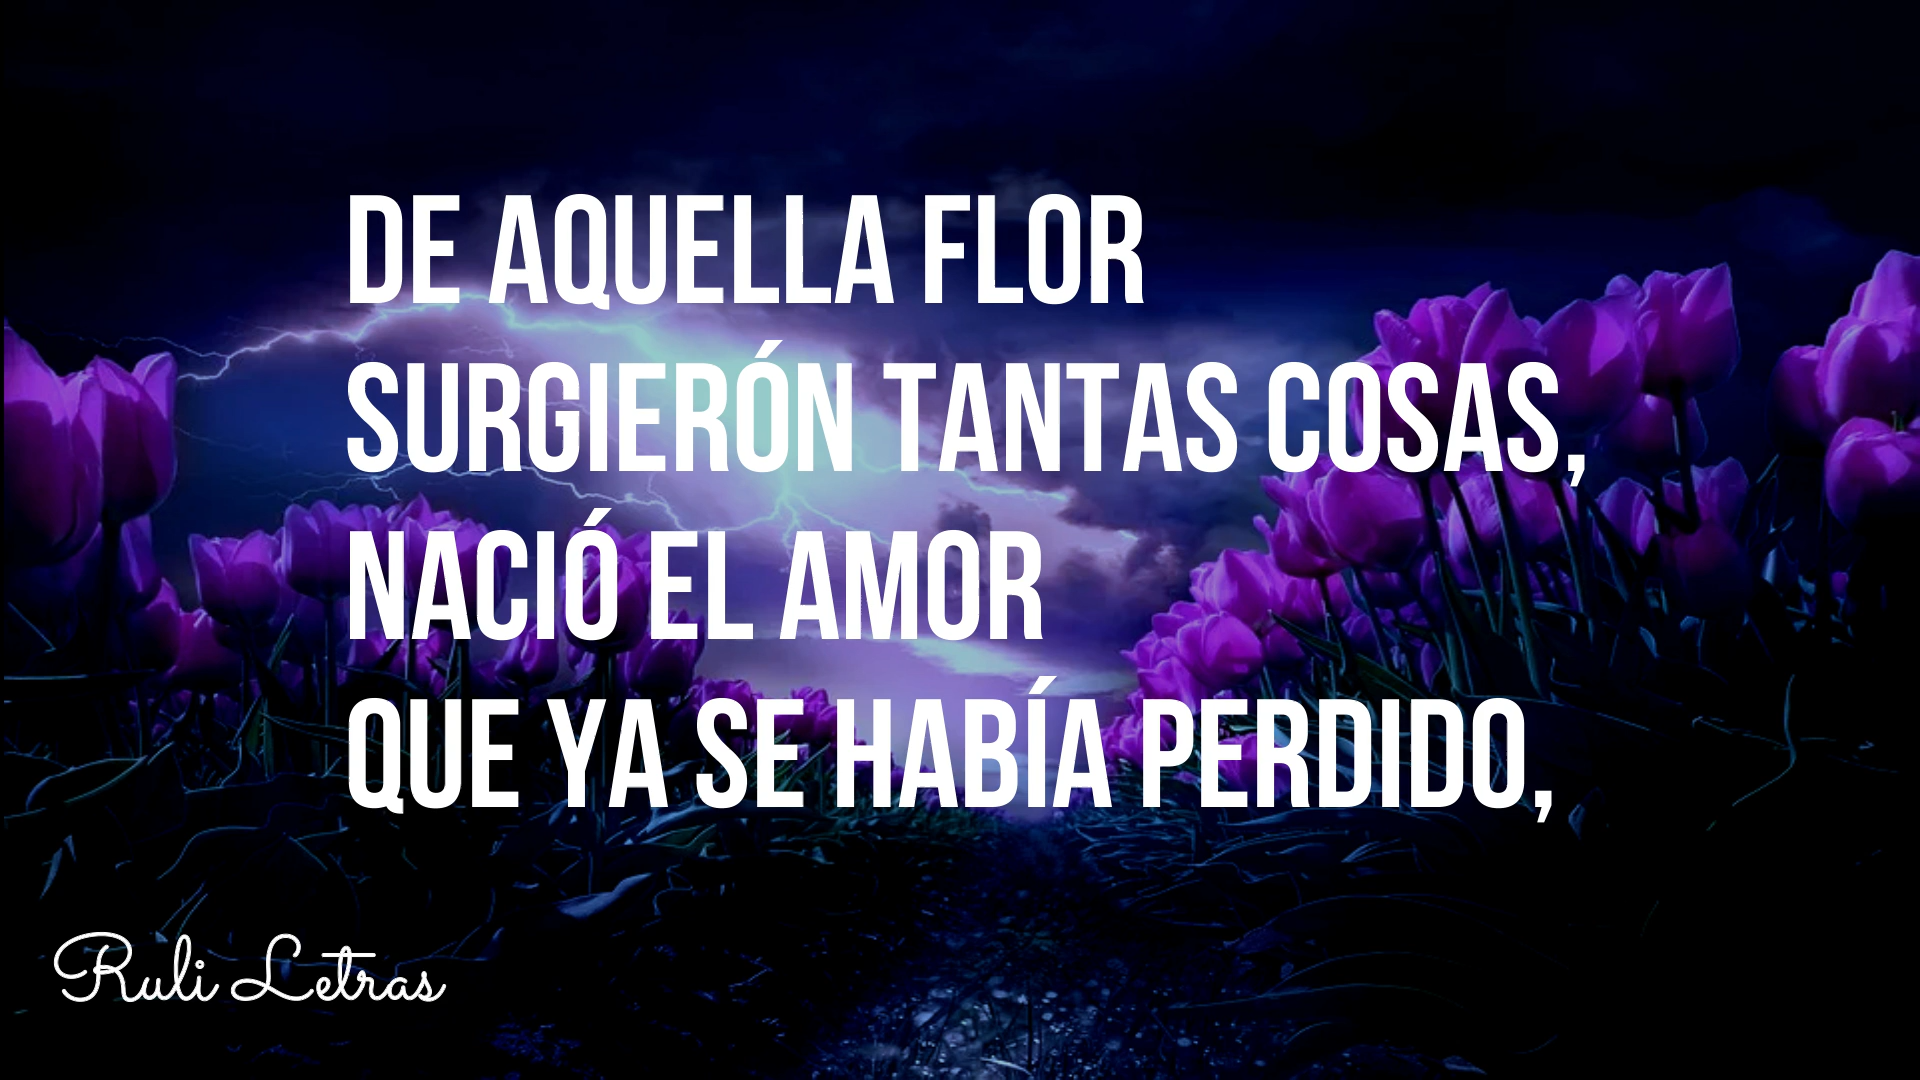 DE AQUELLA FLOR
SURGIERÓN TANTAS COSAS,
NACIÓ EL AMOR
QUE YA SE HABÍA PERDIDO,
Ruli Letras